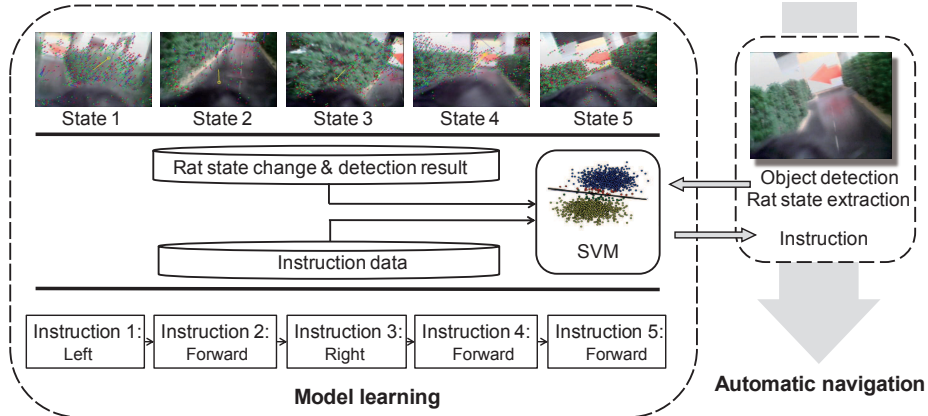 State 1
State 2
State 3
State 4
State 5
Rat state change & detection result
Instruction data
SVM
Object detection
Rat state extraction
Instruction
Instruction 1:
Left
Instruction 2:
Forward
Instruction 3:
Right
Instruction 4:
Forward
Instruction 5:
Forward
Model learning
Automatic navigation